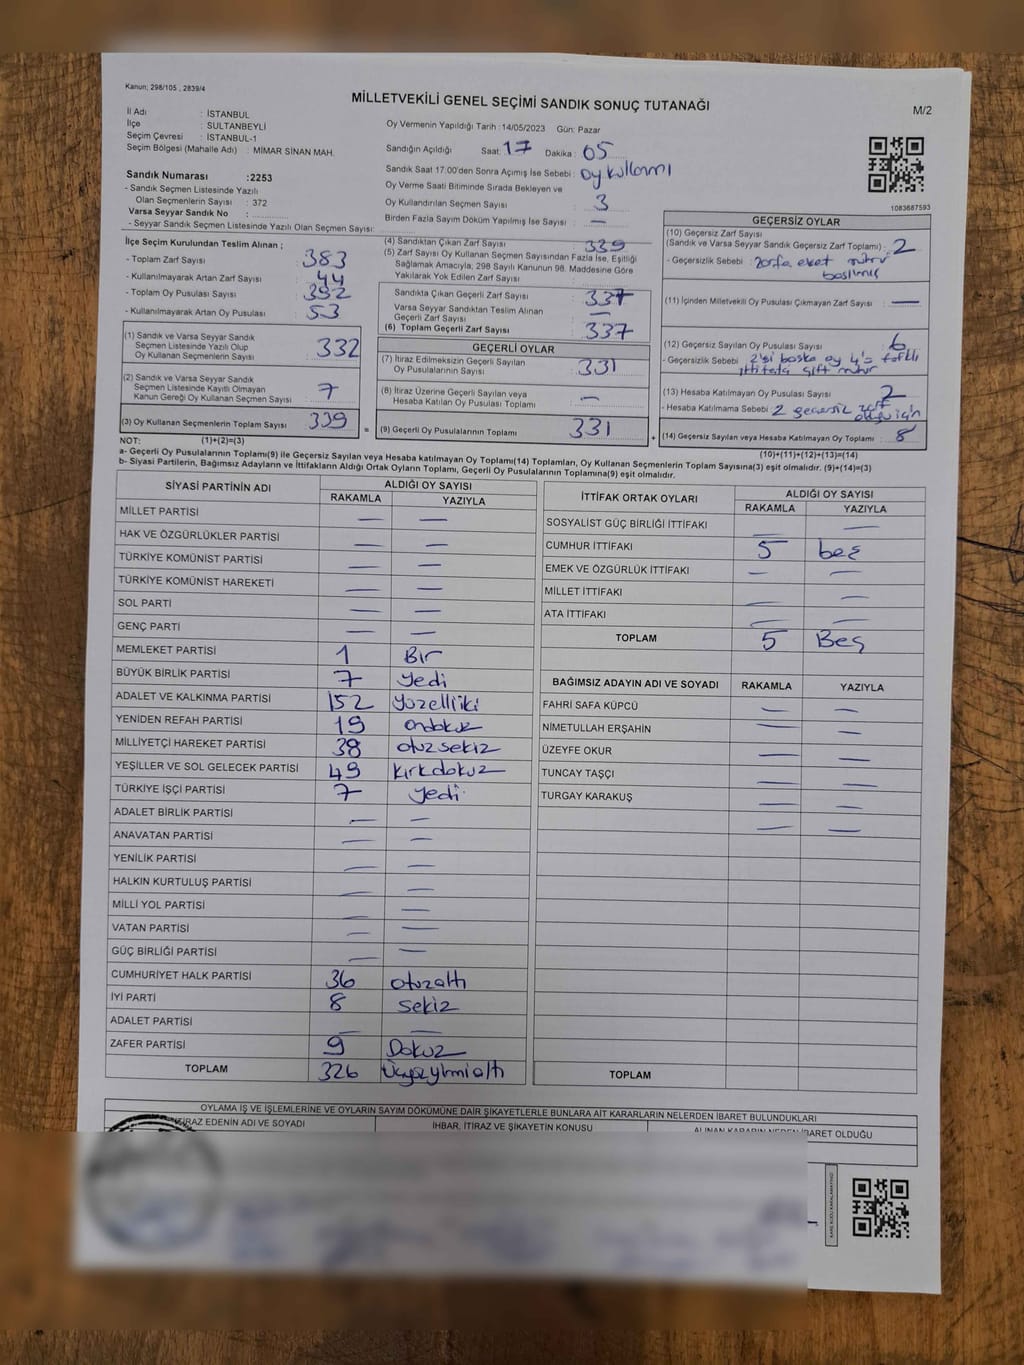 Kanun; 298/105 , 2839/4
MİLLETVEKİLİ GENEL SEÇİMİ SANDIK SONUÇ TUTANAĞI
M/2
İl Adı : İSTANBUL
İlçe : SULTANBEYLİ
Seçim Çevresi : İSTANBUL-1
Seçim Bölgesi (Mahalle Adı) : MİMAR SİNAN MAH.
Sandık Numarası :2253
- Sandık Seçmen Listesinde Yazılı
Olan Seçmenlerin Sayısı : 372
Varsa Seyyar Sandık No :
- Seyyar Sandık Seçmen Listesinde Yazılı Olan Seçmen Sayısı:
Oy Vermenin Yapıldığı Tarih :14/05/2023 Gün: Pazar
Sandığın Açıldığı Saat: 17 Dakika : 05
Sandık Saat 17:00'den Sonra Açılmış İse Sebebi : Oy kullanımı
Oy Verme Saati Bitiminde Sırada Bekleyen ve
Oy Kullandırılan Seçmen Sayısı : 3
Birden Fazla Sayım Döküm Yapılmış İse Sayısı : —
1083687593
İlçe Seçim Kurulundan Teslim Alınan ;
- Toplam Zarf Sayısı : 383
- Kullanılmayarak Artan Zarf Sayısı : 44
- Toplam Oy Pusulası Sayısı : 392
- Kullanılmayarak Artan Oy Pusulası : 53
(1) Sandık ve Varsa Seyyar Sandık
Seçmen Listesinde Yazılı Olup
Oy Kullanan Seçmenlerin Sayısı : 332
(2) Sandık ve Varsa Seyyar Sandık
Seçmen Listesinde Kayıtlı Olmayan
Kanun Gereği Oy Kullanan Seçmen Sayısı : 7
(3) Oy Kullanan Seçmenlerin Toplam Sayısı : 339 =
(4) Sandıktan Çıkan Zarf Sayısı : 339
(5) Zarf Sayısı Oy Kullanan Seçmen Sayısından Fazla İse, Eşitliği
Sağlamak Amacıyla, 298 Sayılı Kanunun 98. Maddesine Göre
Yakılarak Yok Edilen Zarf Sayısı :
Sandıkta Çıkan Geçerli Zarf Sayısı : 337
Varsa Seyyar Sandıktan Teslim Alınan
Geçerli Zarf Sayısı : —
(6) Toplam Geçerli Zarf Sayısı : 337
GEÇERLİ OYLAR
(7) İtiraz Edilmeksizin Geçerli Sayılan
Oy Pusulalarının Sayısı : 331
(8) İtiraz Üzerine Geçerli Sayılan veya
Hesaba Katılan Oy Pusulası Toplamı : —
(9) Geçerli Oy Pusulalarının Toplamı : 331 +
GEÇERSİZ OYLAR
(10) Geçersiz Zarf Sayısı
(Sandık ve Varsa Seyyar Sandık Geçersiz Zarf Toplamı) : 2
- Geçersizlik Sebebi : Zarfa evet mührü
basılmış
(11) İçinden Milletvekili Oy Pusulası Çıkmayan Zarf Sayısı : —
(12) Geçersiz Sayılan Oy Pusulası Sayısı : 6
- Geçersizlik Sebebi : 2'si boş oy 4'ü farklı
ittifaka çift mühür
(13) Hesaba Katılmayan Oy Pusulası Sayısı : 2
- Hesaba Katılmama Sebebi : 2 geçersiz zarf olduğu için
(14) Geçersiz Sayılan veya Hesaba Katılmayan Oy Toplamı : 8
NOT: (1)+(2)=(3)
(10)+(11)+(12)+(13)=(14)
a- Geçerli Oy Pusulalarının Toplamı(9) ile Geçersiz Sayılan veya Hesaba Katılmayan Oy Toplamı(14) Toplamları, Oy Kullanan Seçmenlerin Toplam Sayısına(3) eşit olmalıdır. (9)+(14)=(3)
b- Siyasi Partilerin, Bağımsız Adayların ve İttifakların Aldığı Ortak Oyların Toplamı, Geçerli Oy Pusulalarının Toplamına(9) eşit olmalıdır.
SİYASİ PARTİNİN ADI ALDIĞI OY SAYISI
RAKAMLA YAZIYLA
MİLLET PARTİSİ — —
HAK VE ÖZGÜRLÜKLER PARTİSİ — —
TÜRKİYE KOMÜNİST PARTİSİ — —
TÜRKİYE KOMÜNİST HAREKETİ — —
SOL PARTİ — —
GENÇ PARTİ — —
MEMLEKET PARTİSİ 1 Bir
BÜYÜK BİRLİK PARTİSİ 7 yedi
ADALET VE KALKINMA PARTİSİ 152 yüzelliiki
YENİDEN REFAH PARTİSİ 19 ondokuz
MİLLİYETÇİ HAREKET PARTİSİ 38 otuzsekiz
YEŞİLLER VE SOL GELECEK PARTİSİ 49 kırkdokuz
TÜRKİYE İŞÇİ PARTİSİ 7 yedi
ADALET BİRLİK PARTİSİ — —
ANAVATAN PARTİSİ — —
YENİLİK PARTİSİ — —
HALKIN KURTULUŞ PARTİSİ — —
MİLLİ YOL PARTİSİ — —
VATAN PARTİSİ — —
GÜÇ BİRLİĞİ PARTİSİ — —
CUMHURİYET HALK PARTİSİ 36 otuzaltı
İYİ PARTİ 8 sekiz
ADALET PARTİSİ — —
ZAFER PARTİSİ 9 Dokuz
TOPLAM 326 Üçyüzyirmialtı
İTTİFAK ORTAK OYLARI ALDIĞI OY SAYISI
RAKAMLA YAZIYLA
SOSYALİST GÜÇ BİRLİĞİ İTTİFAKI — —
CUMHUR İTTİFAKI 5 beş
EMEK VE ÖZGÜRLÜK İTTİFAKI — —
MİLLET İTTİFAKI — —
ATA İTTİFAKI — —
TOPLAM 5 Beş
BAĞIMSIZ ADAYIN ADI VE SOYADI RAKAMLA YAZIYLA
FAHRİ SAFA KÜPCÜ — —
NİMETULLAH ERŞAHİN — —
ÜZEYFE OKUR — —
TUNCAY TAŞÇI — —
TURGAY KARAKUŞ — —
— —
TOPLAM
OYLAMA İŞ VE İŞLEMLERİNE VE OYLARIN SAYIM DÖKÜMÜNE DAİR ŞİKAYETLERLE BUNLARA AİT KARARLARIN NELERDEN İBARET BULUNDUKLARI
İTİRAZ EDENİN ADI VE SOYADI İHBAR, İTİRAZ VE ŞİKAYETİN KONUSU ALINAN KARARIN NEDEN İBARET OLDUĞU